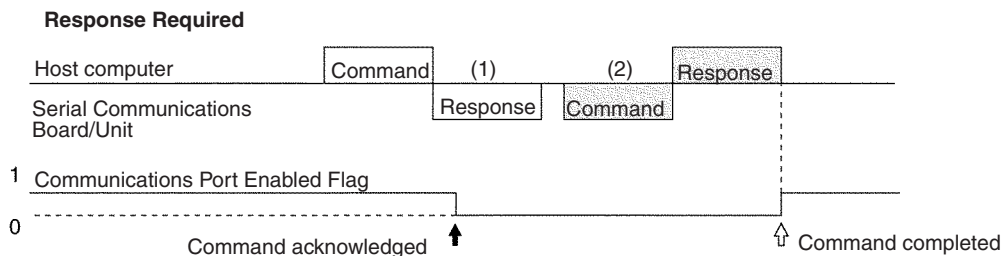 Response Required
Host computer
Command
(1)
(2)
Response
Serial Communications
Board/Unit
Response
Command
1
Communications Port Enabled Flag
0
Command acknowledged
Command completed